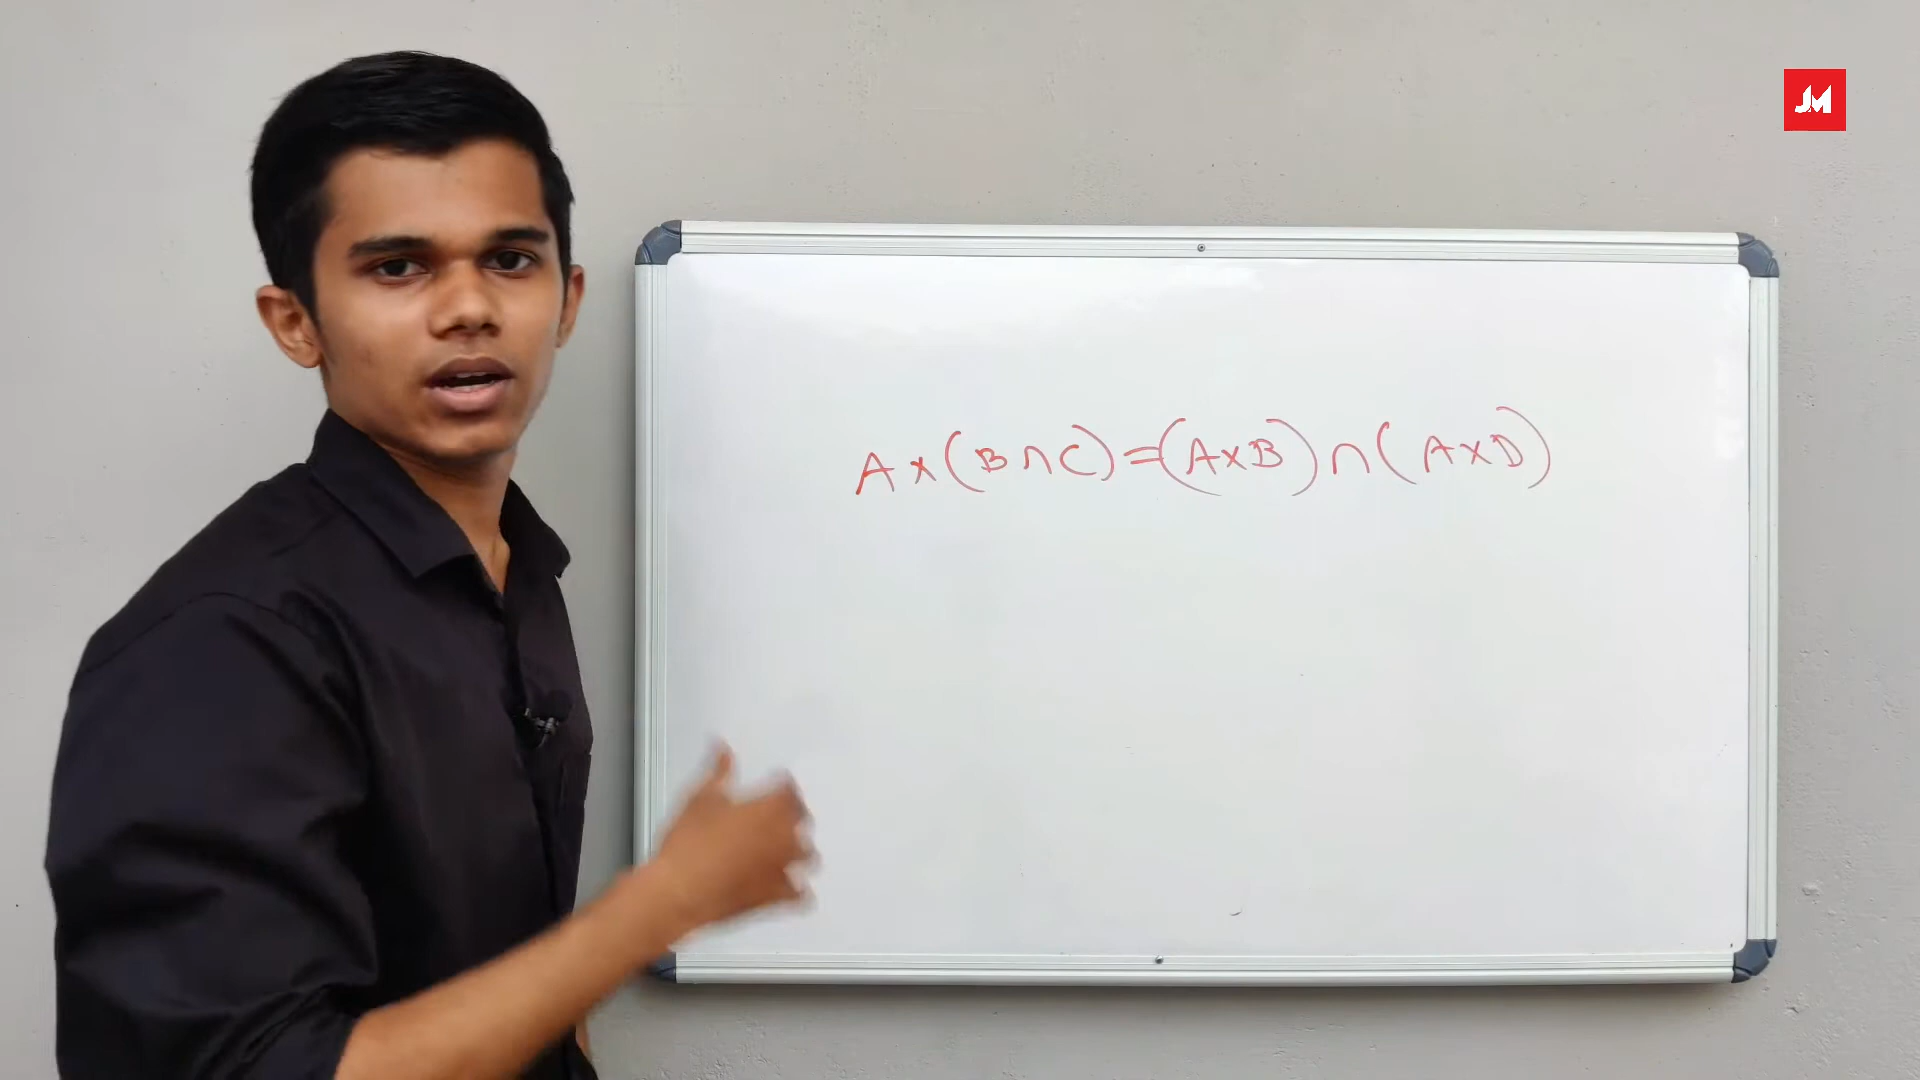 JM
A × (B ∩ C) = (A × B) ∩ (A × D)